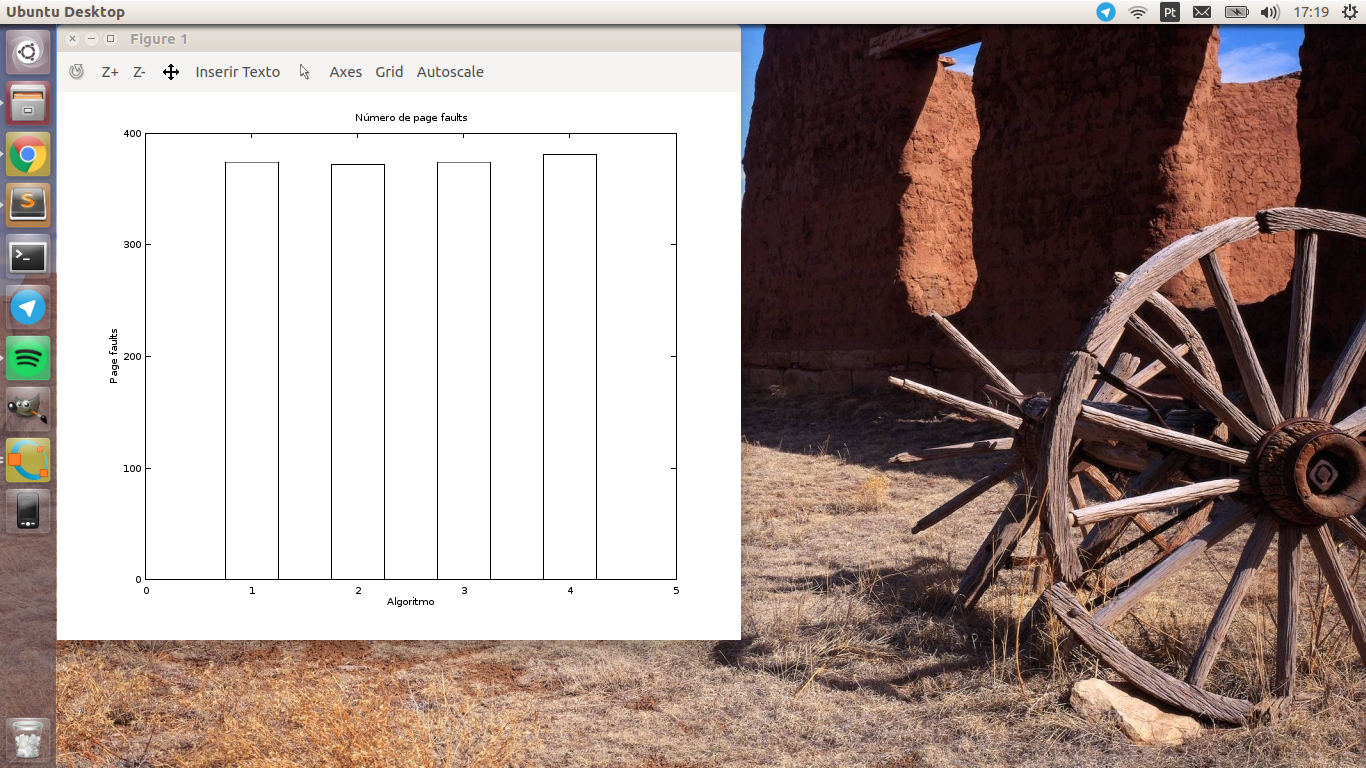 Ubuntu Desktop
Pt
17:19
Figure 1
Z+ Z- Inserir Texto Axes Grid Autoscale
Número de page faults
400
300
200
100
0
Page faults
0 1 2 3 4 5
Algoritmo